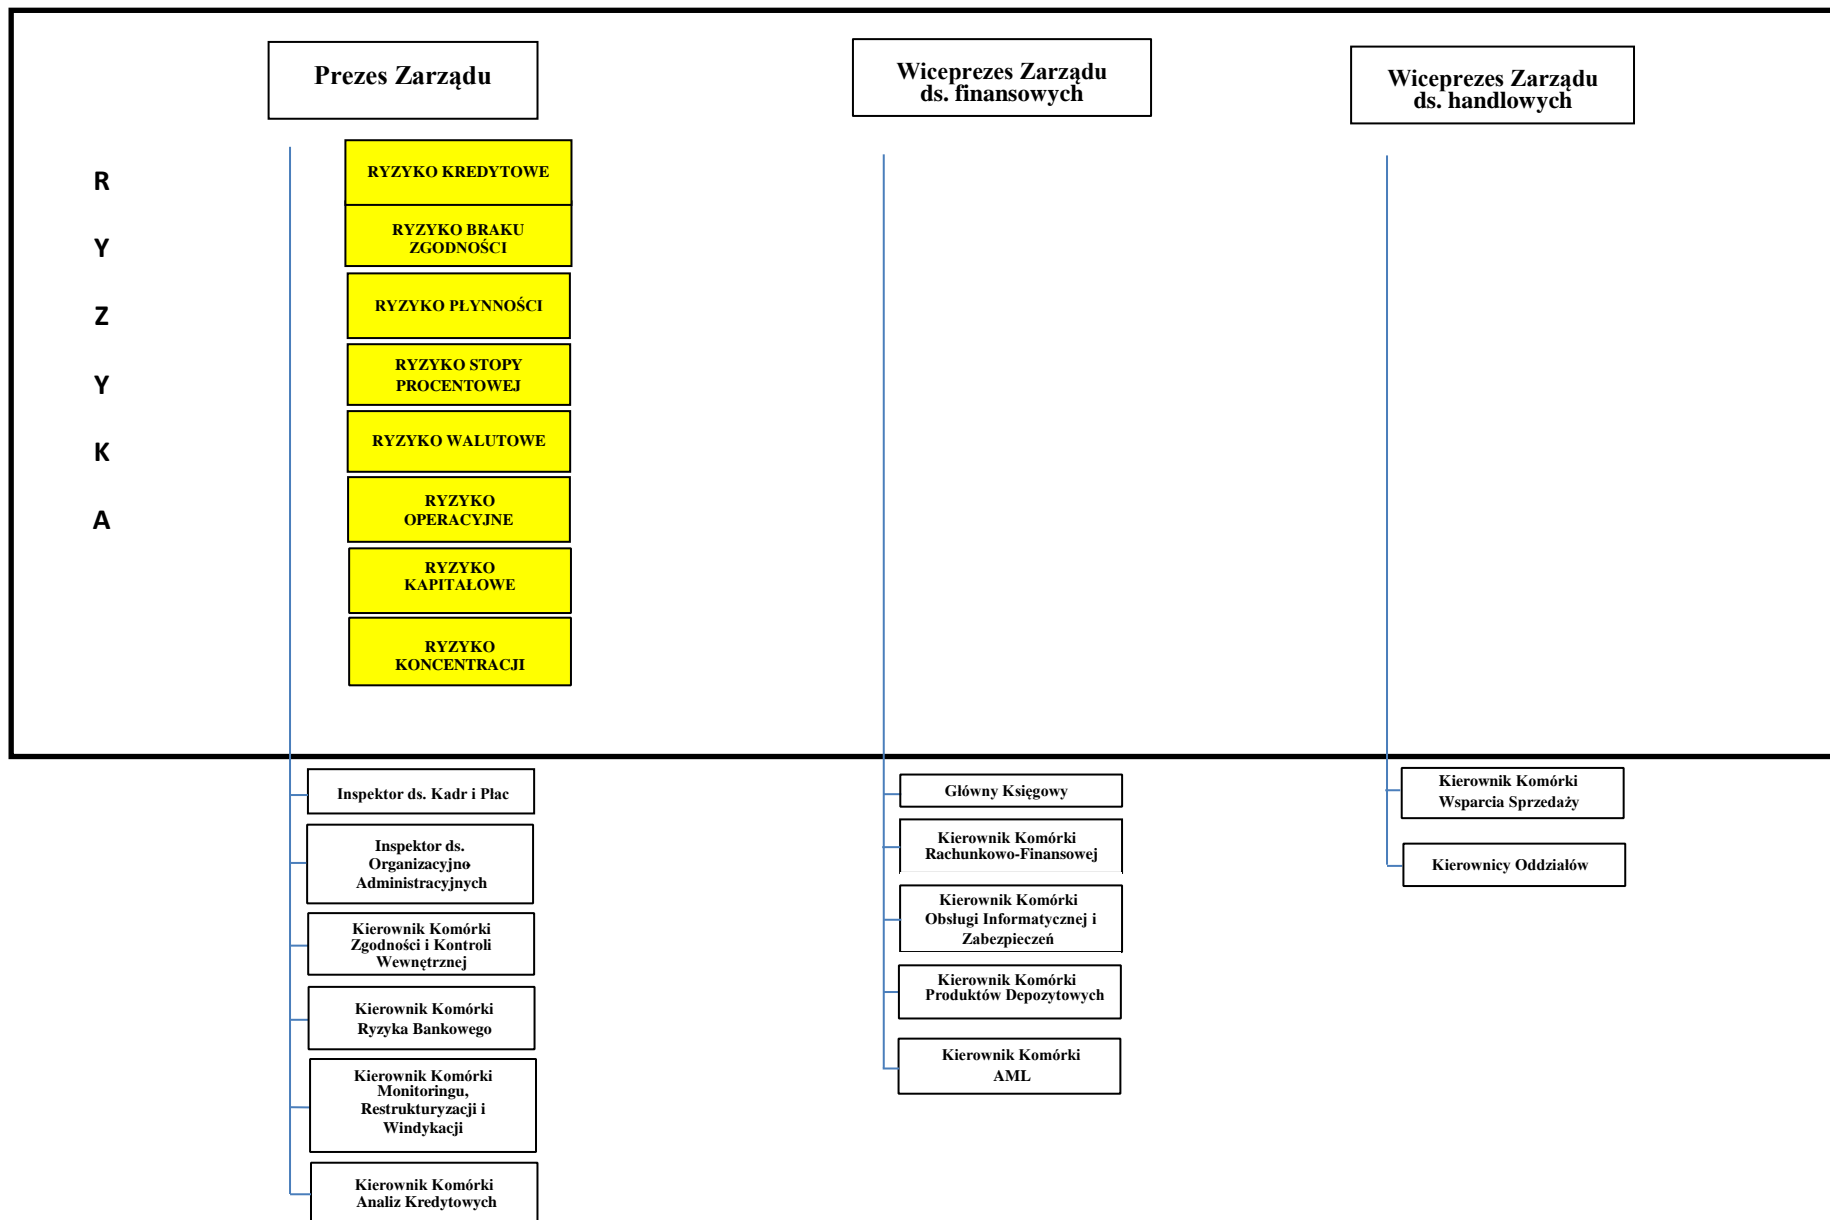 Prezes Zarządu
Wiceprezes Zarządu
ds. finansowych
Wiceprezes Zarządu
ds. handlowych
R
Y
Z
Y
K
A
RYZYKO KREDYTOWE
RYZYKO BRAKU
ZGODNOŚCI
RYZYKO PŁYNNOŚCI
RYZYKO STOPY
PROCENTOWEJ
RYZYKO WALUTOWE
RYZYKO
OPERACYJNE
RYZYKO
KAPITAŁOWE
RYZYKO
KONCENTRACJI
Inspektor ds. Kadr i Płac
Inspektor ds.
Organizacyjno-
Administracyjnych
Kierownik Komórki
Zgodności i Kontroli
Wewnętrznej
Kierownik Komórki
Ryzyka Bankowego
Kierownik Komórki
Monitoringu,
Restrukturyzacji i
Windykacji
Kierownik Komórki
Analiz Kredytowych
Główny Księgowy
Kierownik Komórki
Rachunkowo-Finansowej
Kierownik Komórki
Obsługi Informatycznej i
Zabezpieczeń
Kierownik Komórki
Produktów Depozytowych
Kierownik Komórki
AML
Kierownik Komórki
Wsparcia Sprzedaży
Kierownicy Oddziałów